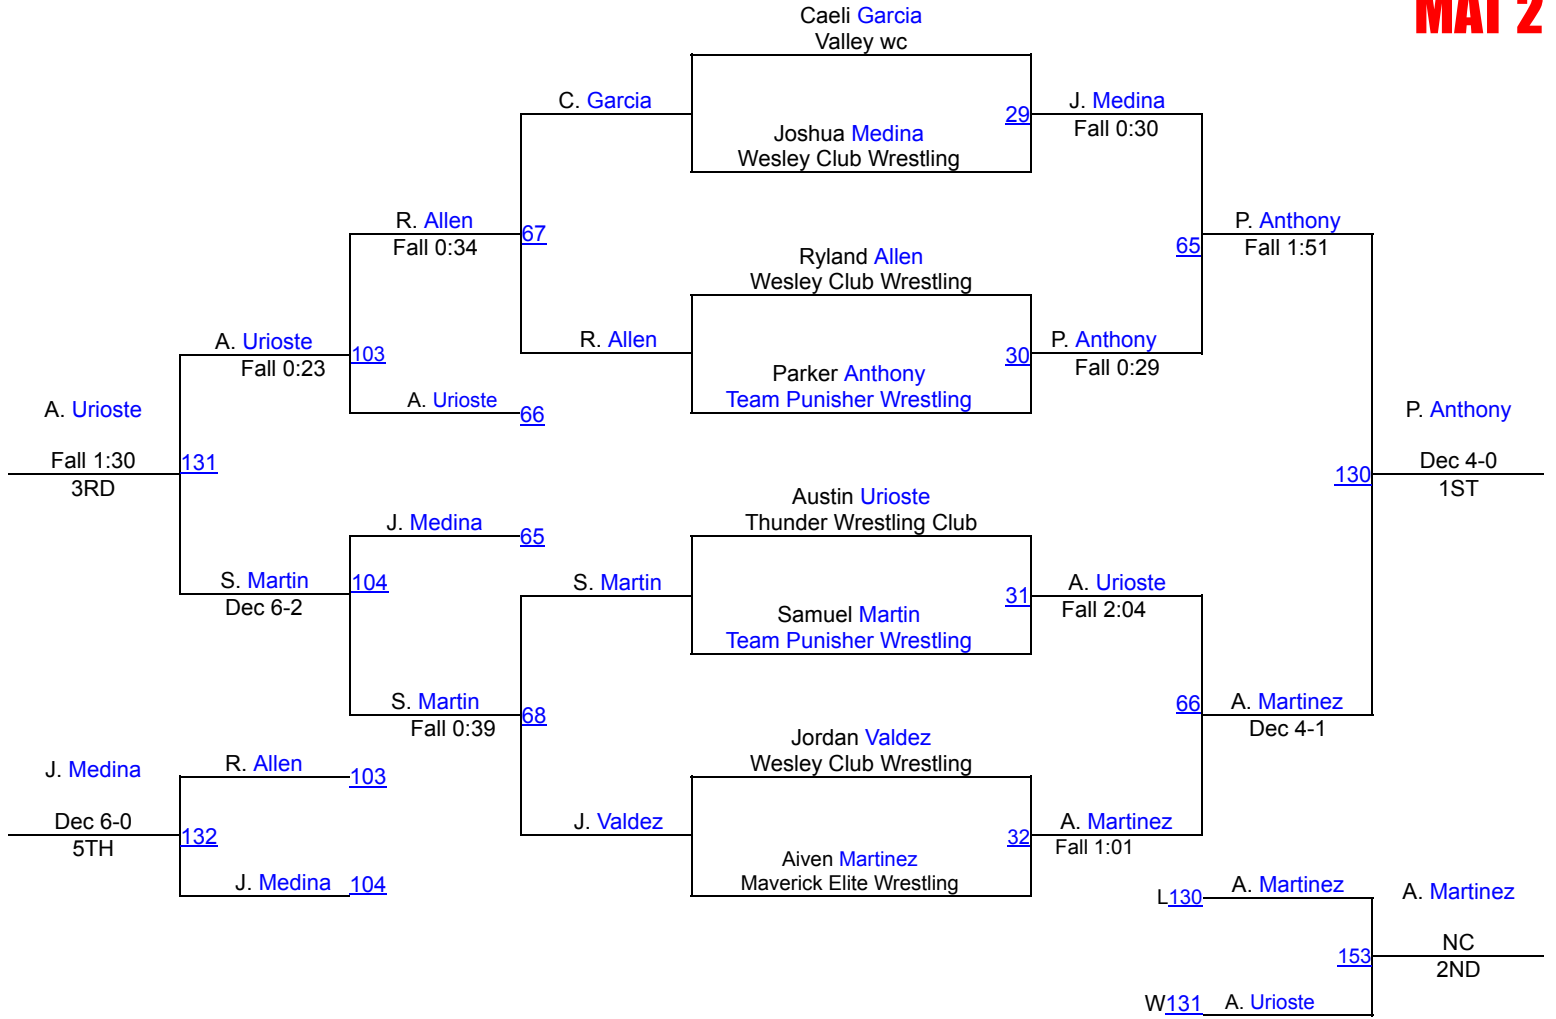 MAT 2
Caeli Garcia
Valley wc
C. Garcia
29
J. Medina
Fall 0:30
Joshua Medina
Wesley Club Wrestling
R. Allen
Fall 0:34
67
P. Anthony
Fall 1:51
65
Ryland Allen
Wesley Club Wrestling
A. Urioste
Fall 0:23
103
R. Allen
30
P. Anthony
Fall 0:29
Parker Anthony
Team Punisher Wrestling
A. Urioste
66
A. Urioste
Fall 1:30
3RD
131
P. Anthony
Dec 4-0
1ST
130
Austin Urioste
Thunder Wrestling Club
J. Medina
65
S. Martin
Dec 6-2
104
S. Martin
31
A. Urioste
Fall 2:04
Samuel Martin
Team Punisher Wrestling
S. Martin
Fall 0:39
68
66
A. Martinez
Dec 4-1
Jordan Valdez
Wesley Club Wrestling
J. Medina
Dec 6-0
5TH
R. Allen
103
132
J. Medina
104
J. Valdez
32
A. Martinez
Fall 1:01
Aiven Martinez
Maverick Elite Wrestling
L130
A. Martinez
A. Martinez
NC
2ND
153
W131
A. Urioste